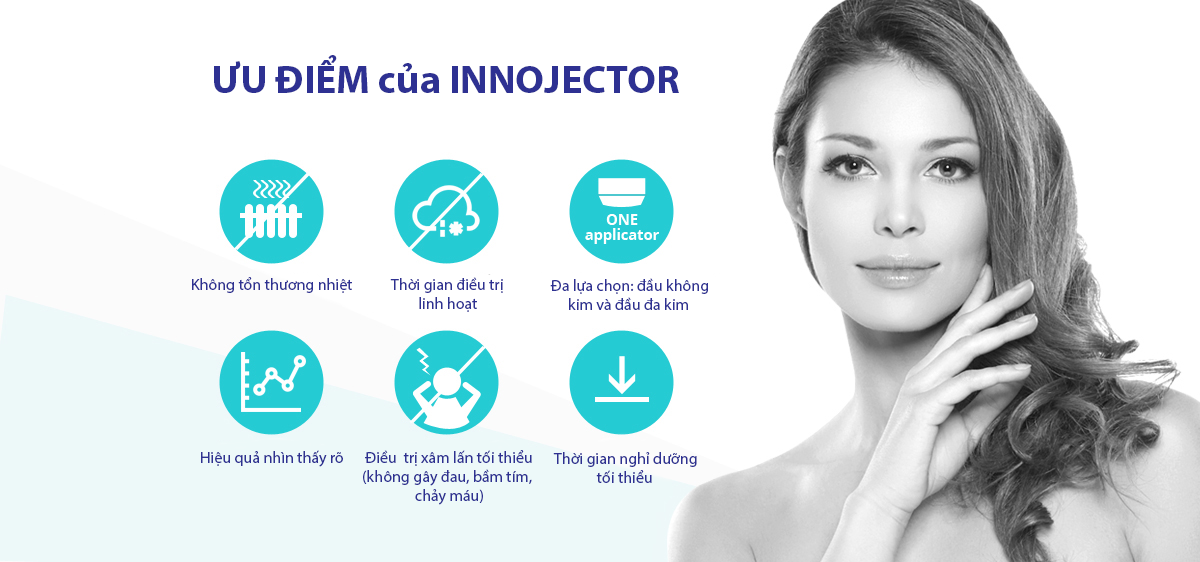 ƯU ĐIỂM của INNOJECTOR
ONE
applicator
Không tổn thương nhiệt
Thời gian điều trị
linh hoạt
Đa lựa chọn: đầu không
kim và đầu đa kim
Hiệu quả nhìn thấy rõ
Điều trị xâm lấn tối thiểu
(không gây đau, bầm tím,
chảy máu)
Thời gian nghỉ dưỡng
tối thiểu